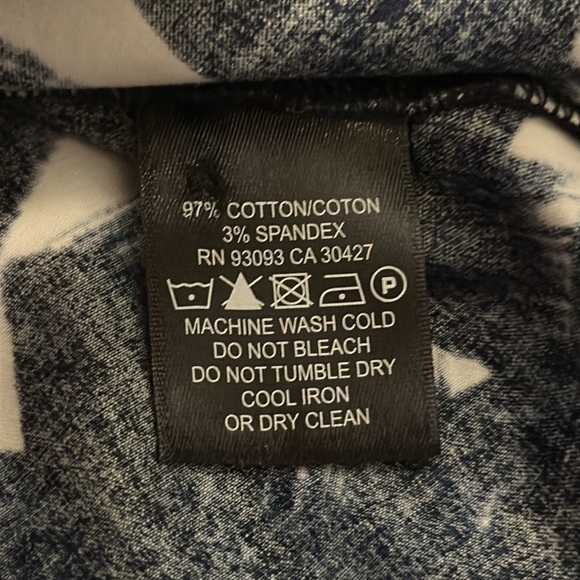 97% COTTON/COTON
3% SPANDEX
RN 93093 CA 30427
P
MACHINE WASH COLD
DO NOT BLEACH
DO NOT TUMBLE DRY
COOL IRON
OR DRY CLEAN